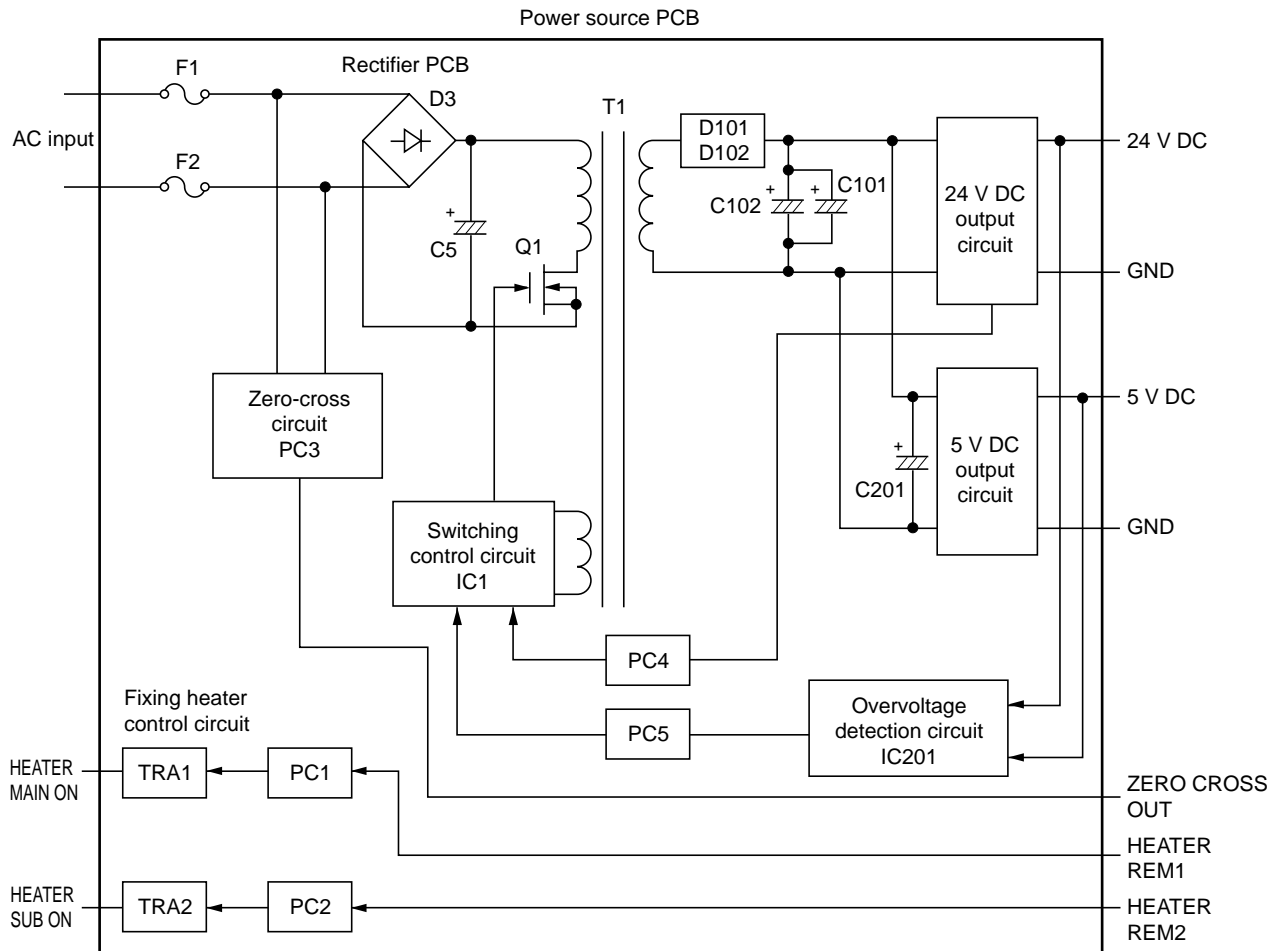 Power source PCB
F1
Rectifier PCB
D3
T1
AC input
F2
D101
D102
24 V DC
+
C5
Q1
+
C102
+
C101
24 V DC
output
circuit
GND
Zero-cross
circuit
PC3
5 V DC
+
C201
5 V DC
output
circuit
GND
Switching
control circuit
IC1
PC4
Fixing heater
control circuit
PC5
Overvoltage
detection circuit
IC201
HEATER
MAIN ON
TRA1
PC1
ZERO CROSS
OUT
HEATER
REM1
HEATER
SUB ON
TRA2
PC2
HEATER
REM2